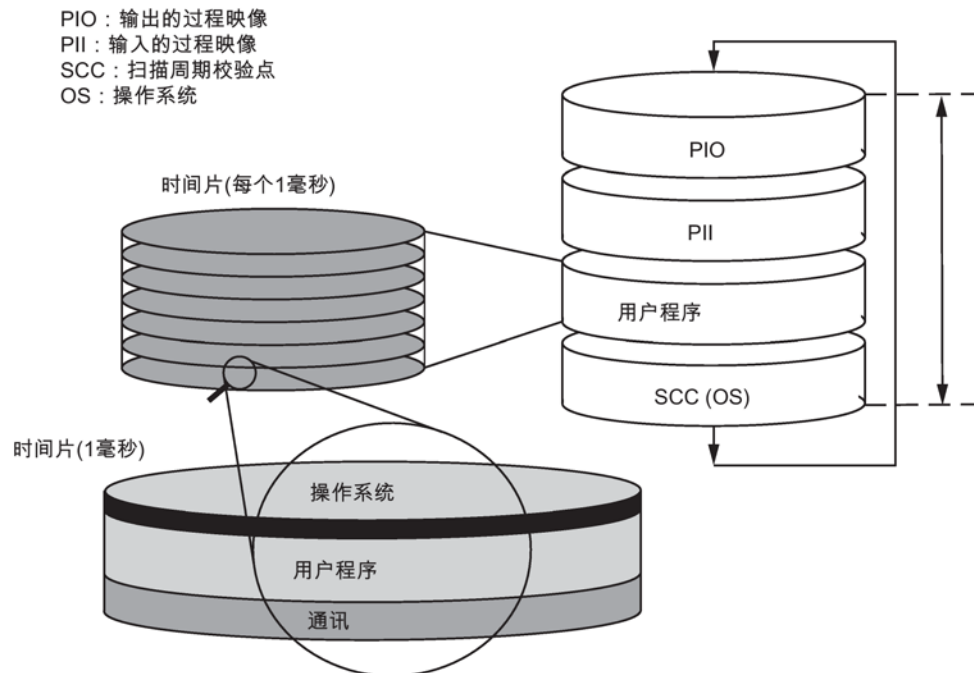 PIO：输出的过程映像
PII：输入的过程映像
SCC：扫描周期校验点
OS：操作系统
时间片(每个1毫秒)
PIO
PII
用户程序
SCC (OS)
时间片(1毫秒)
操作系统
用户程序
通讯